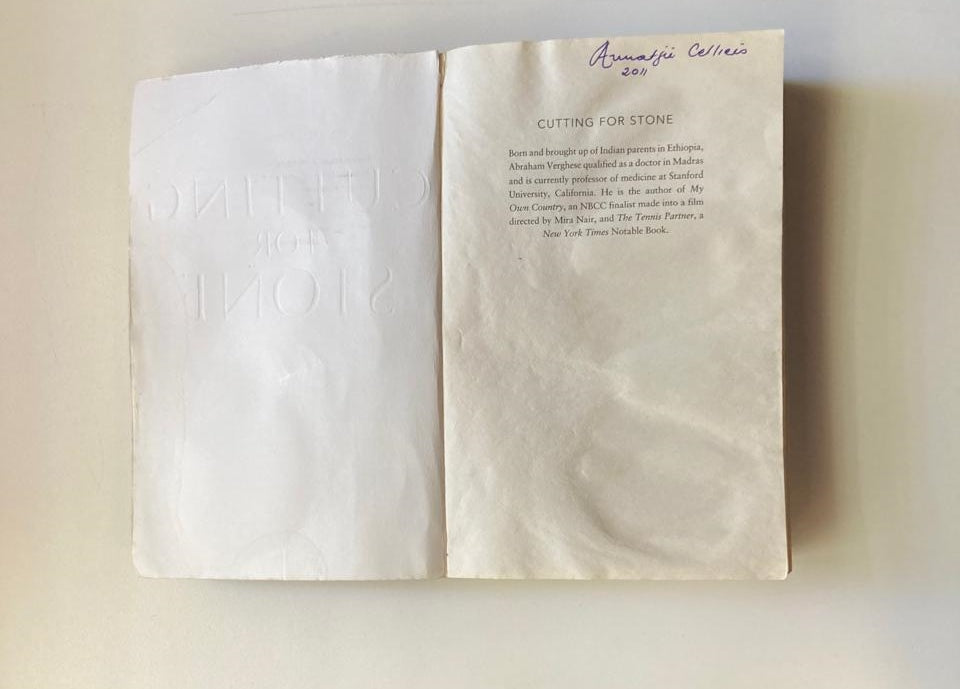 CUTTING
FOR
STONE
Annatjie Celliers
2011
CUTTING FOR STONE
Born and brought up of Indian parents in Ethiopia,
Abraham Verghese qualified as a doctor in Madras
and is currently professor of medicine at Stanford
University, California. He is the author of My
Own Country, an NBCC finalist made into a film
directed by Mira Nair, and The Tennis Partner, a
New York Times Notable Book.